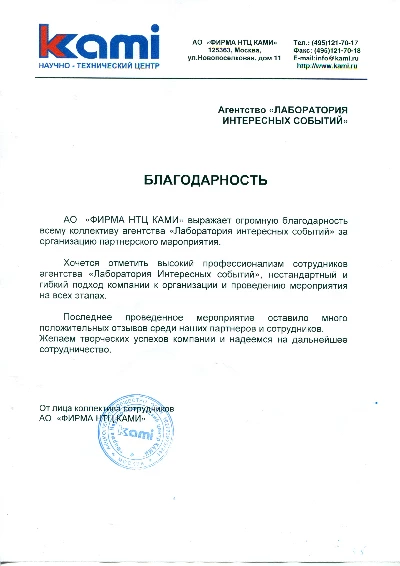 kami
НАУЧНО - ТЕХНИЧЕСКИЙ ЦЕНТР
АО «ФИРМА НТЦ КАМИ»
125363, Москва,
ул.Новопоселковая, дом 11
Тел.: (495)121-70-17
Факс: (495)121-70-18
E-mail:info@kami.ru
http://www.kami.ru
Агентство «ЛАБОРАТОРИЯ
ИНТЕРЕСНЫХ СОБЫТИЙ»
БЛАГОДАРНОСТЬ
АО «ФИРМА НТЦ КАМИ» выражает огромную благодарность
всему коллективу агентства «Лаборатория интересных событий» за
организацию партнерского мароприятия.
Хочется отметить высокий профессионализм сотрудников
агентства «Лаборатория Интересных событий», нестандартный и
гибкий подход компании к организации и проведению мероприятия
на всех этапах.
Последнее проведенное мероприятие оставило много
положительных отзывов среди наших партнеров и сотрудников.
Желаем творческих успехов компании и надеемся на дальнейшее
сотрудничество.
От лица коллектива сотрудников
АО «ФИРМА НТЦ КАМИ»
kami
МОСКВА